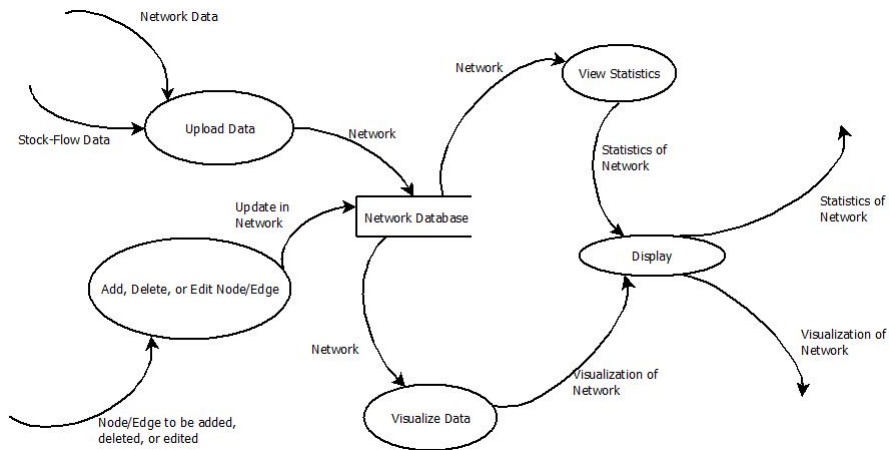 Network Data
Network
View Statistics
Upload Data
Stock-Flow Data
Network
Statistics of
Network
Update in
Network
Network Database
Statistics of
Network
Display
Add, Delete, or Edit Node/Edge
Network
Visualization of
Network
Visualization of
Network
Node/Edge to be added,
deleted, or edited
Visualize Data